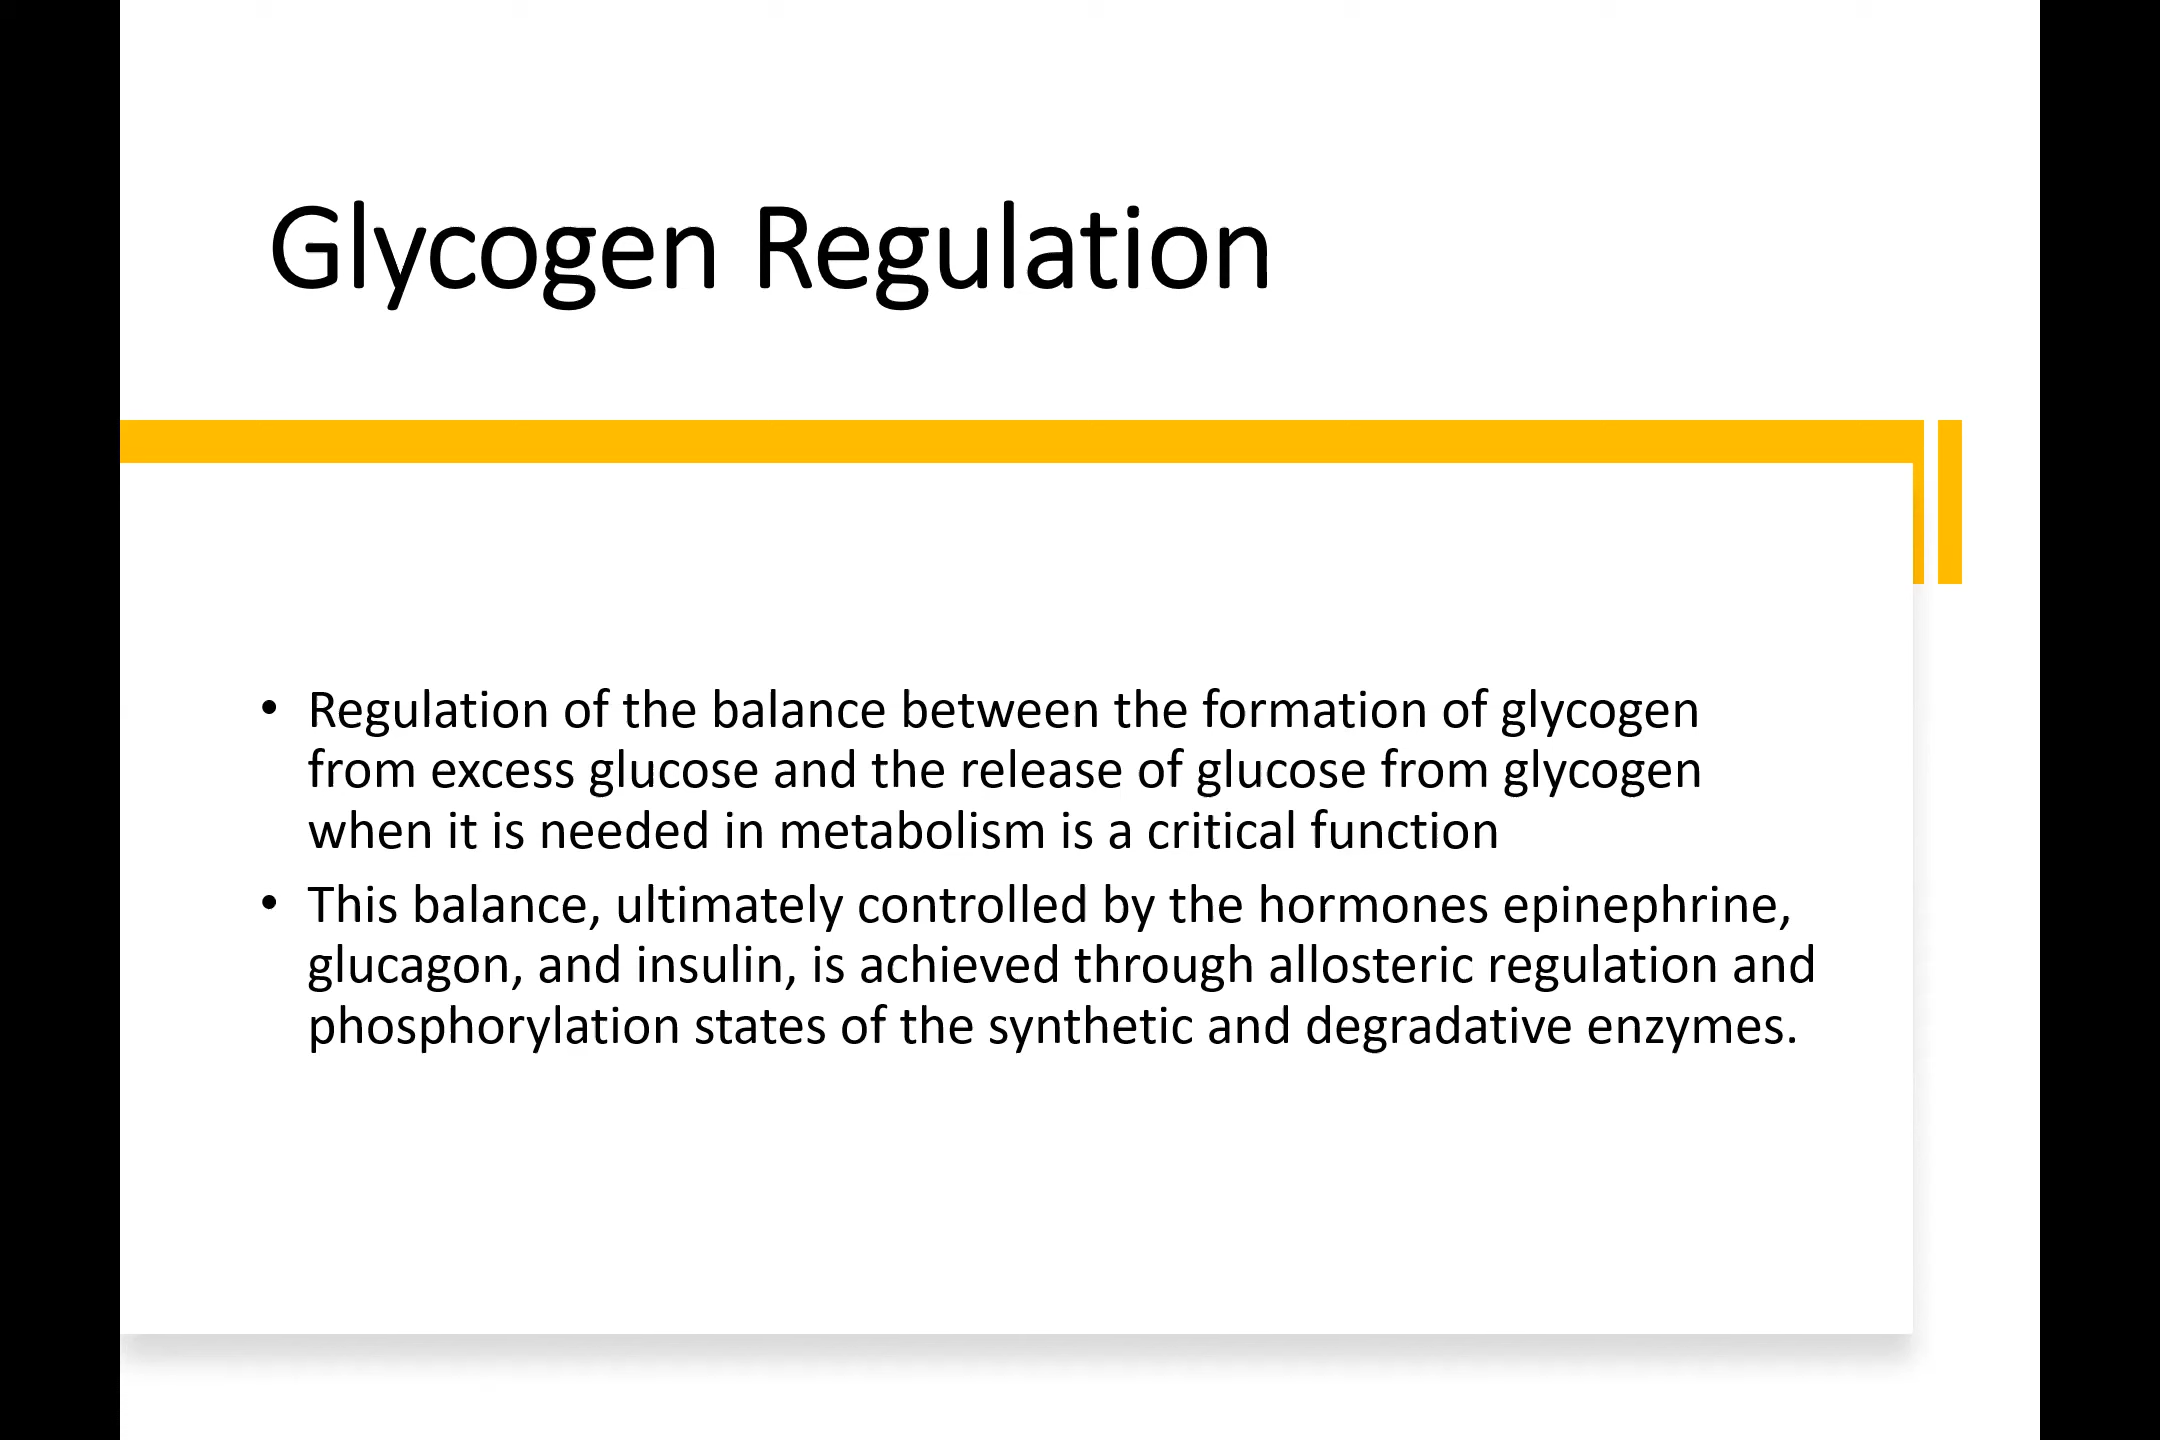 Glycogen Regulation
• Regulation of the balance between the formation of glycogen
from excess glucose and the release of glucose from glycogen
when it is needed in metabolism is a critical function
• This balance, ultimately controlled by the hormones epinephrine,
glucagon, and insulin, is achieved through allosteric regulation and
phosphorylation states of the synthetic and degradative enzymes.